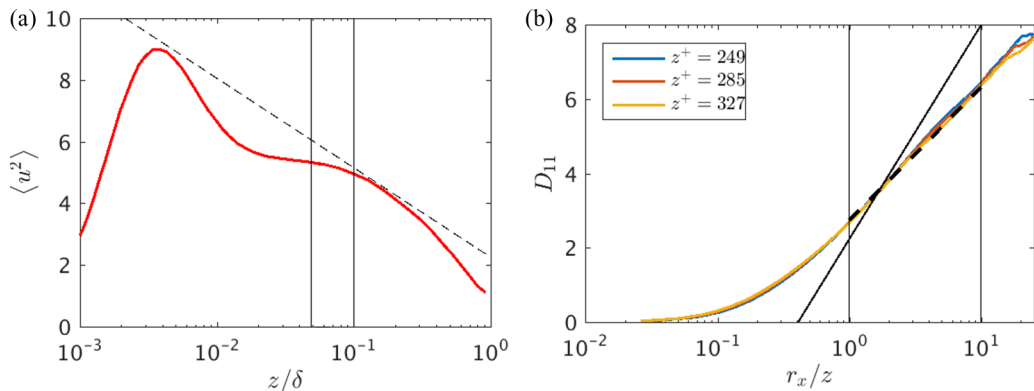 (a)
10
8
6
4
2
0
⟨u²⟩
10⁻³
10⁻²
10⁻¹
10⁰
z/δ
(b)
8
6
4
2
0
D₁₁
z⁺ = 249
z⁺ = 285
z⁺ = 327
10⁻²
10⁻¹
10⁰
10¹
rₓ/z